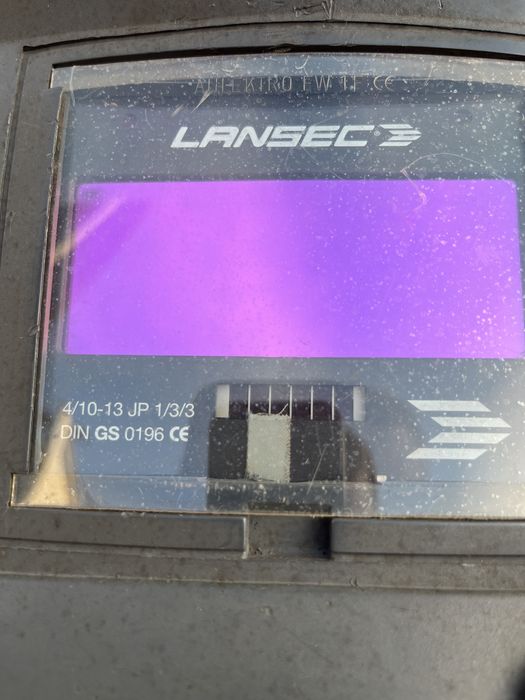 LANSEC
4/10-13 JP 1/3/3
DIN GS 0196 CE